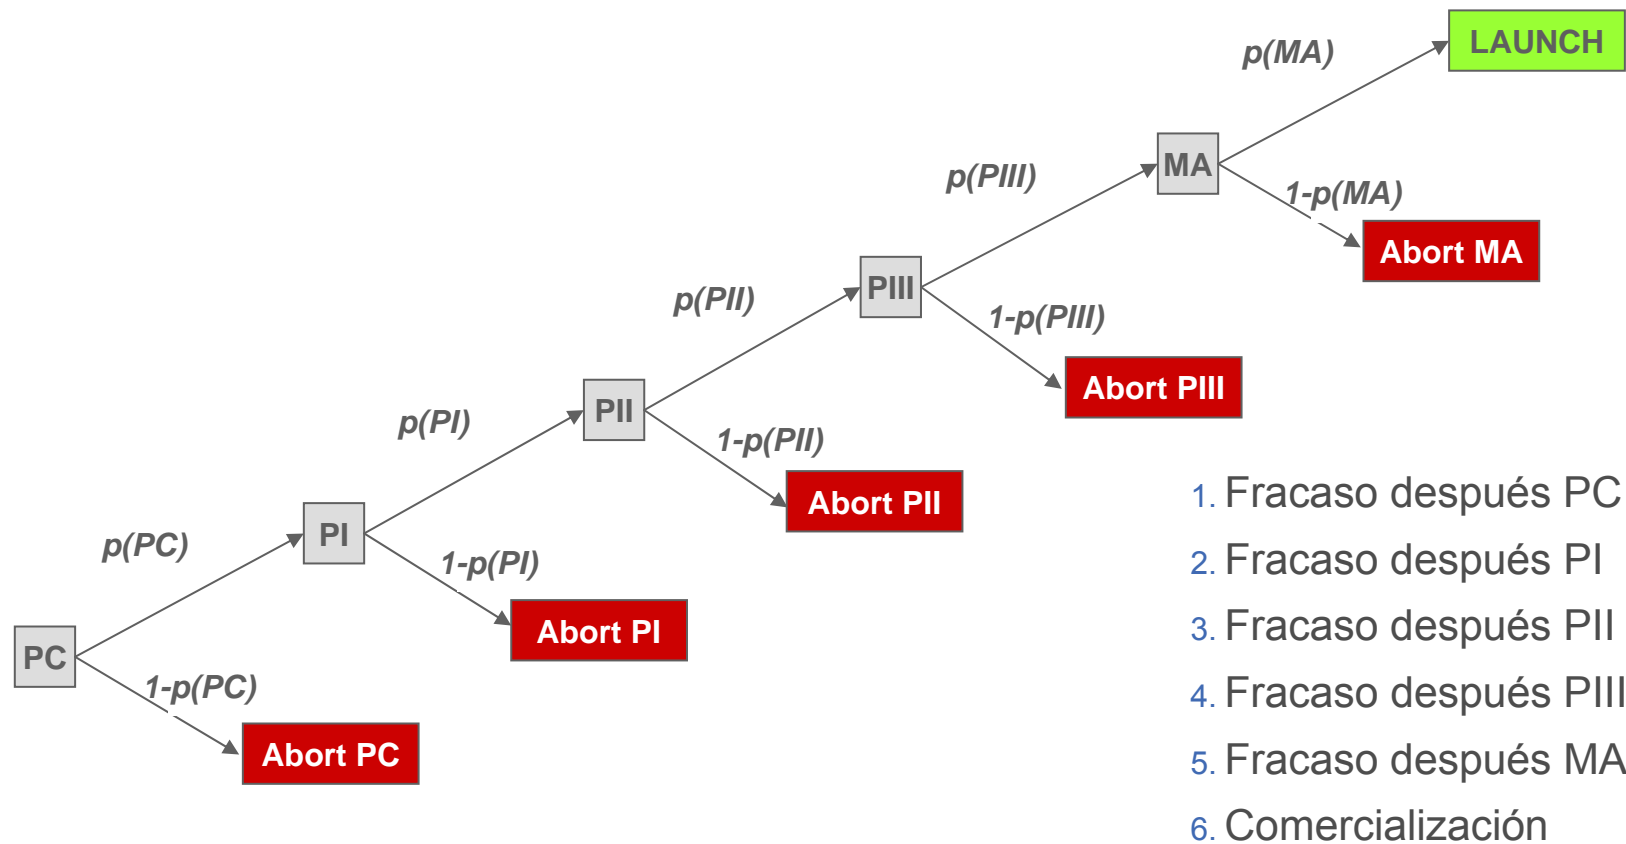 LAUNCH
p(MA)
MA
p(PIII)
1-p(MA)
Abort MA
PIII
p(PII)
1-p(PIII)
Abort PIII
PII
p(PI)
1-p(PII)
Abort PII
PI
p(PC)
1-p(PI)
Abort PI
PC
1-p(PC)
Abort PC
1. Fracaso después PC
2. Fracaso después PI
3. Fracaso después PII
4. Fracaso después PIII
5. Fracaso después MA
6. Comercialización